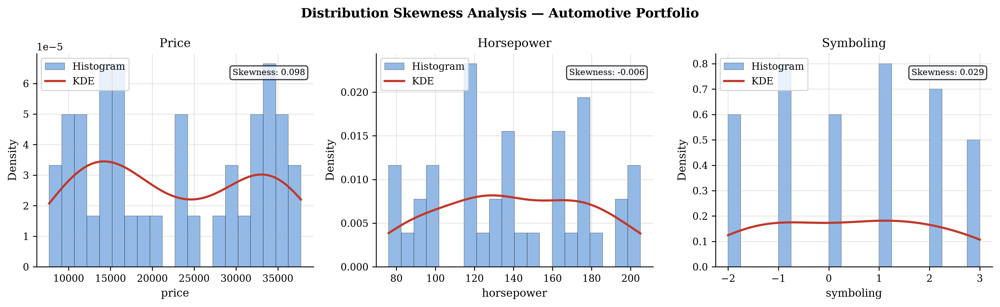 Distribution Skewness Analysis — Automotive Portfolio
Price
1e−5
Histogram
KDE
Skewness: 0.098
Density
6
5
4
3
2
1
0
10000 15000 20000 25000 30000 35000
price
Horsepower
Histogram
KDE
Skewness: -0.006
Density
0.020
0.015
0.010
0.005
0.000
80 100 120 140 160 180 200
horsepower
Symboling
Histogram
KDE
Skewness: 0.029
Density
0.8
0.7
0.6
0.5
0.4
0.3
0.2
0.1
0.0
−2 −1 0 1 2 3
symboling